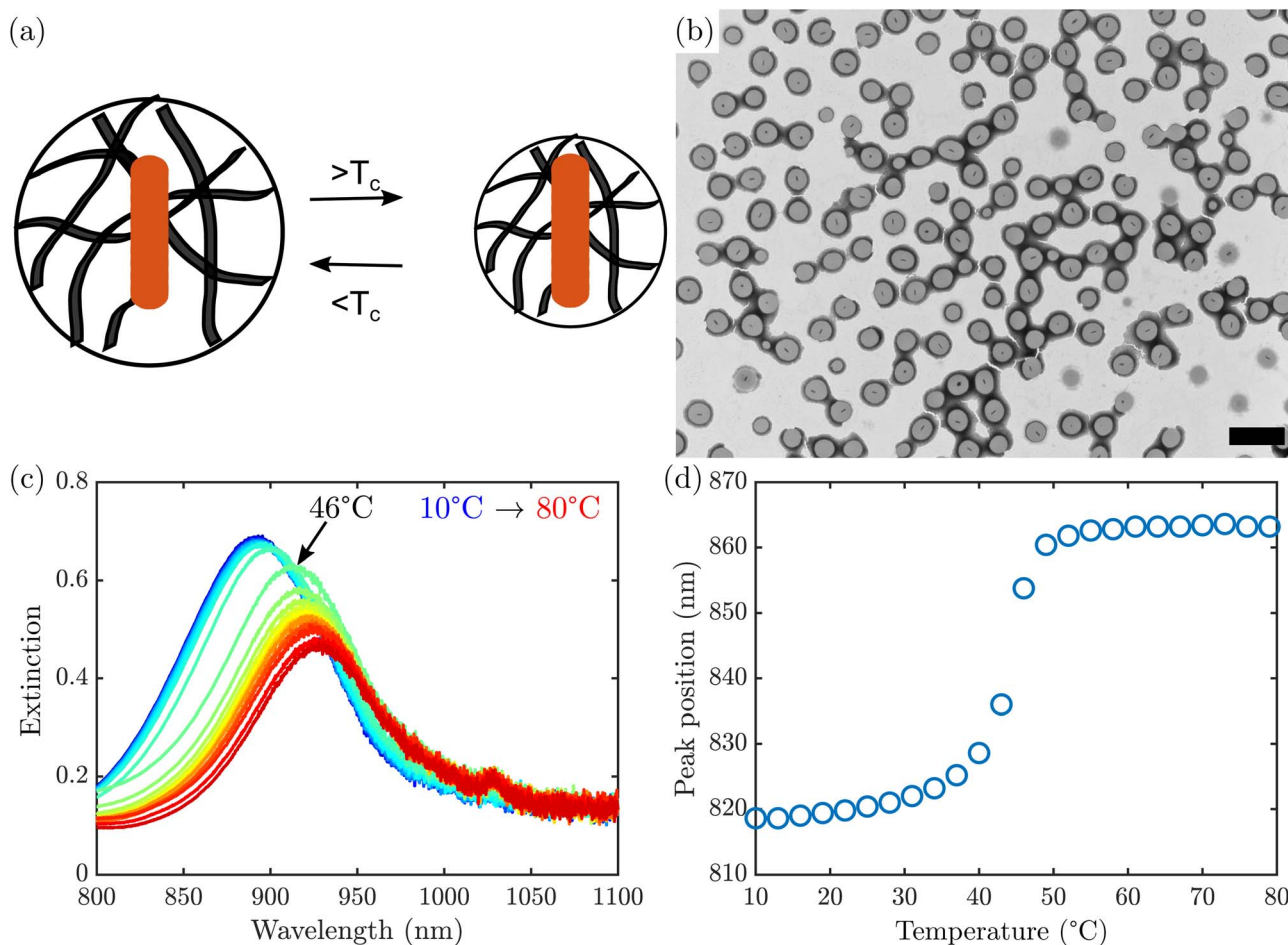 (a)
>T_c
<T_c
(b)
(c)
0.8
0.6
0.4
0.2
0
46°C
10°C → 80°C
Extinction
800 850 900 950 1000 1050 1100
Wavelength (nm)
(d)
870
860
850
840
830
820
810
Peak position (nm)
10 20 30 40 50 60 70 80
Temperature (°C)